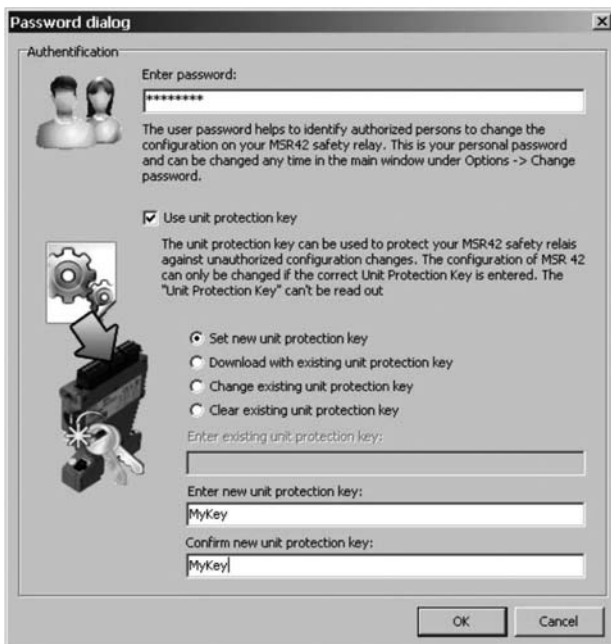 Password dialog
Authentification
Enter password:
********
The user password helps to identify authorized persons to change the
configuration on your MSR42 safety relay. This is your personal password
and can be changed any time in the main window under Options -> Change
password.
Use unit protection key
The unit protection key can be used to protect your MSR42 safety relais
against unauthorized configuration changes. The configuration of MSR 42
can only be changed if the correct Unit Protection Key is entered. The
"Unit Protection Key" can't be read out
Set new unit protection key
Download with existing unit protection key
Change existing unit protection key
Clear existing unit protection key
Enter existing unit protection key:
Enter new unit protection key:
MyKey
Confirm new unit protection key:
MyKey
OK
Cancel